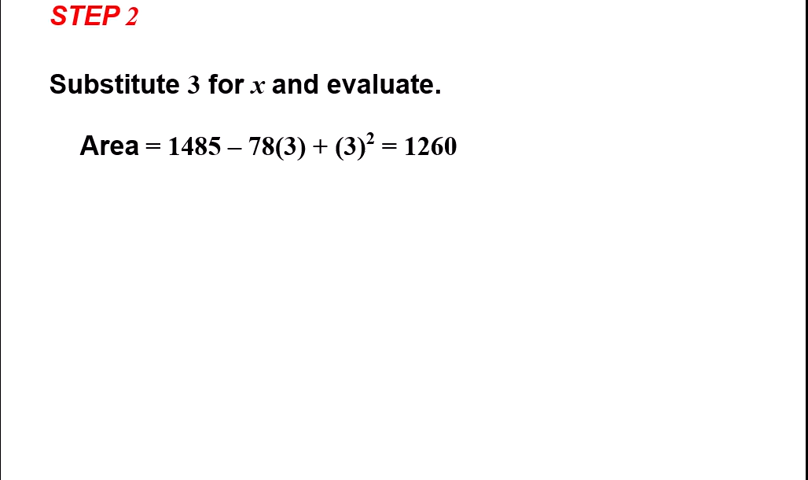 STEP 2
Substitute 3 for x and evaluate.
Area = 1485 – 78(3) + (3)² = 1260